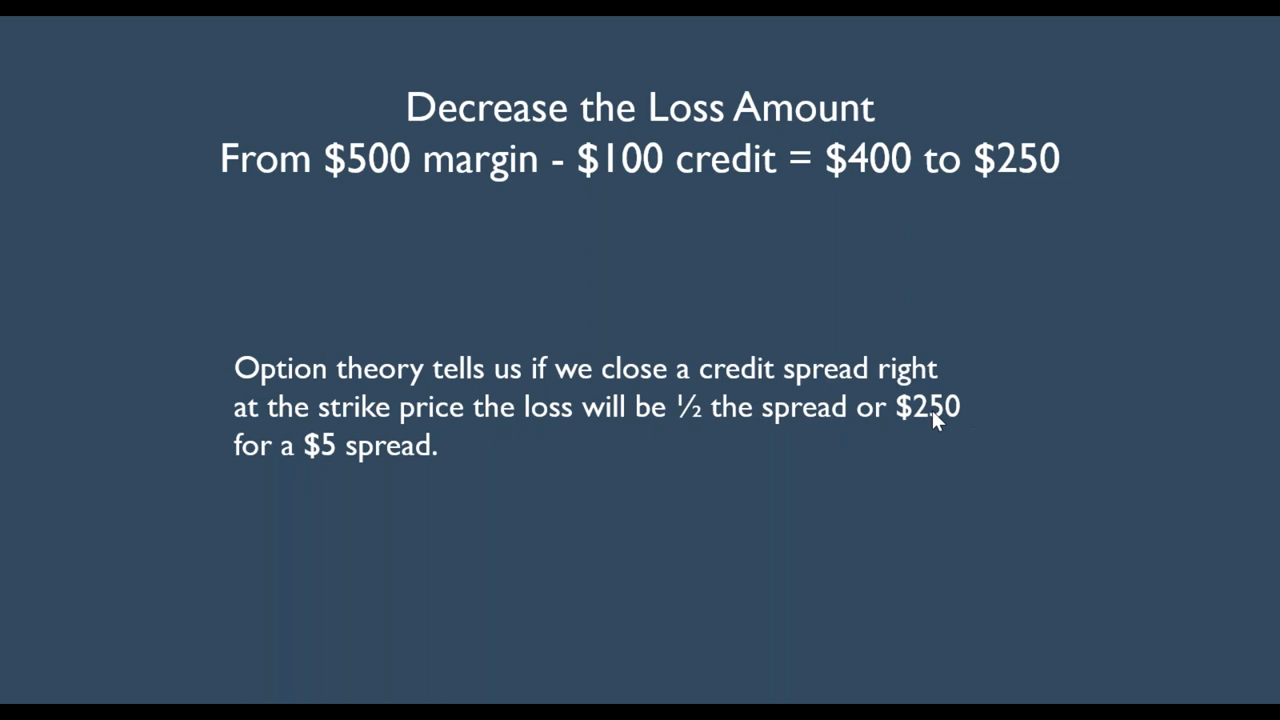 Decrease the Loss Amount
From $500 margin - $100 credit = $400 to $250
Option theory tells us if we close a credit spread right
at the strike price the loss will be ½ the spread or $250
for a $5 spread.